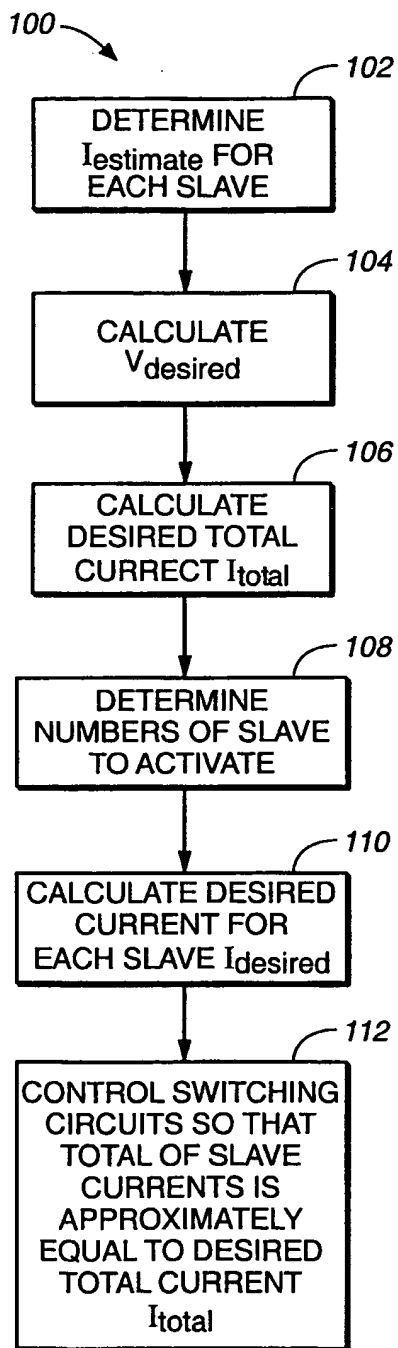 100
102
DETERMINE
Iestimate FOR
EACH SLAVE
104
CALCULATE
Vdesired
106
CALCULATE
DESIRED TOTAL
CURRECT Itotal
108
DETERMINE
NUMBERS OF SLAVE
TO ACTIVATE
110
CALCULATE DESIRED
CURRENT FOR
EACH SLAVE Idesired
112
CONTROL SWITCHING
CIRCUITS SO THAT
TOTAL OF SLAVE
CURRENTS IS
APPROXIMATELY
EQUAL TO DESIRED
TOTAL CURRENT
Itotal